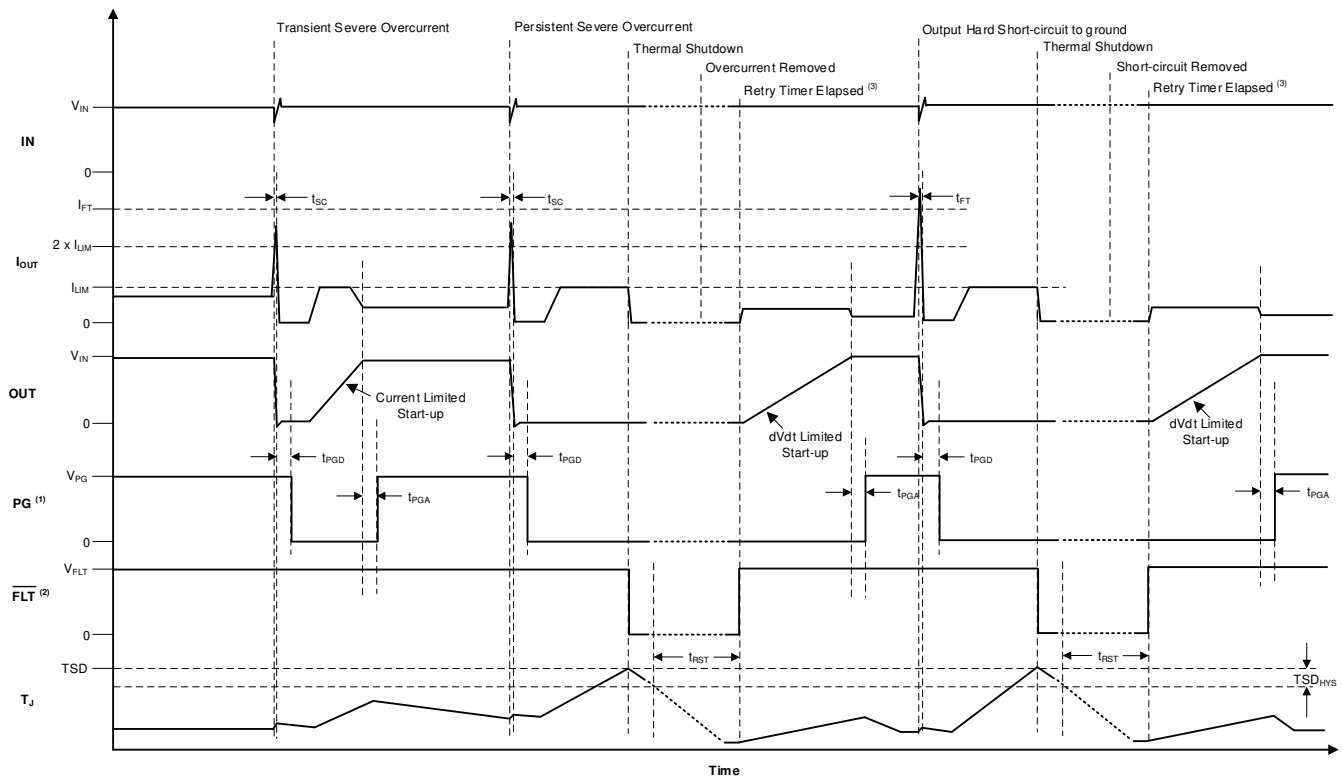 Transient Severe Overcurrent
Persistent Severe Overcurrent
Thermal Shutdown
Overcurrent Removed
Retry Timer Elapsed (3)
Output Hard Short-circuit to ground
Thermal Shutdown
Short-circuit Removed
Retry Timer Elapsed (3)
VIN
IN
0
IFT
tSC
tSC
tFT
2 x ILIM
IOUT
ILIM
0
VIN
OUT
Current Limited
Start-up
dVdt Limited
Start-up
dVdt Limited
Start-up
0
tPGD
tPGD
tPGD
VPG
PG (1)
tPGA
tPGA
tPGA
0
VFLT
FLT (2)
0
TSD
tRST
tRST
TSDHYS
TJ
Time